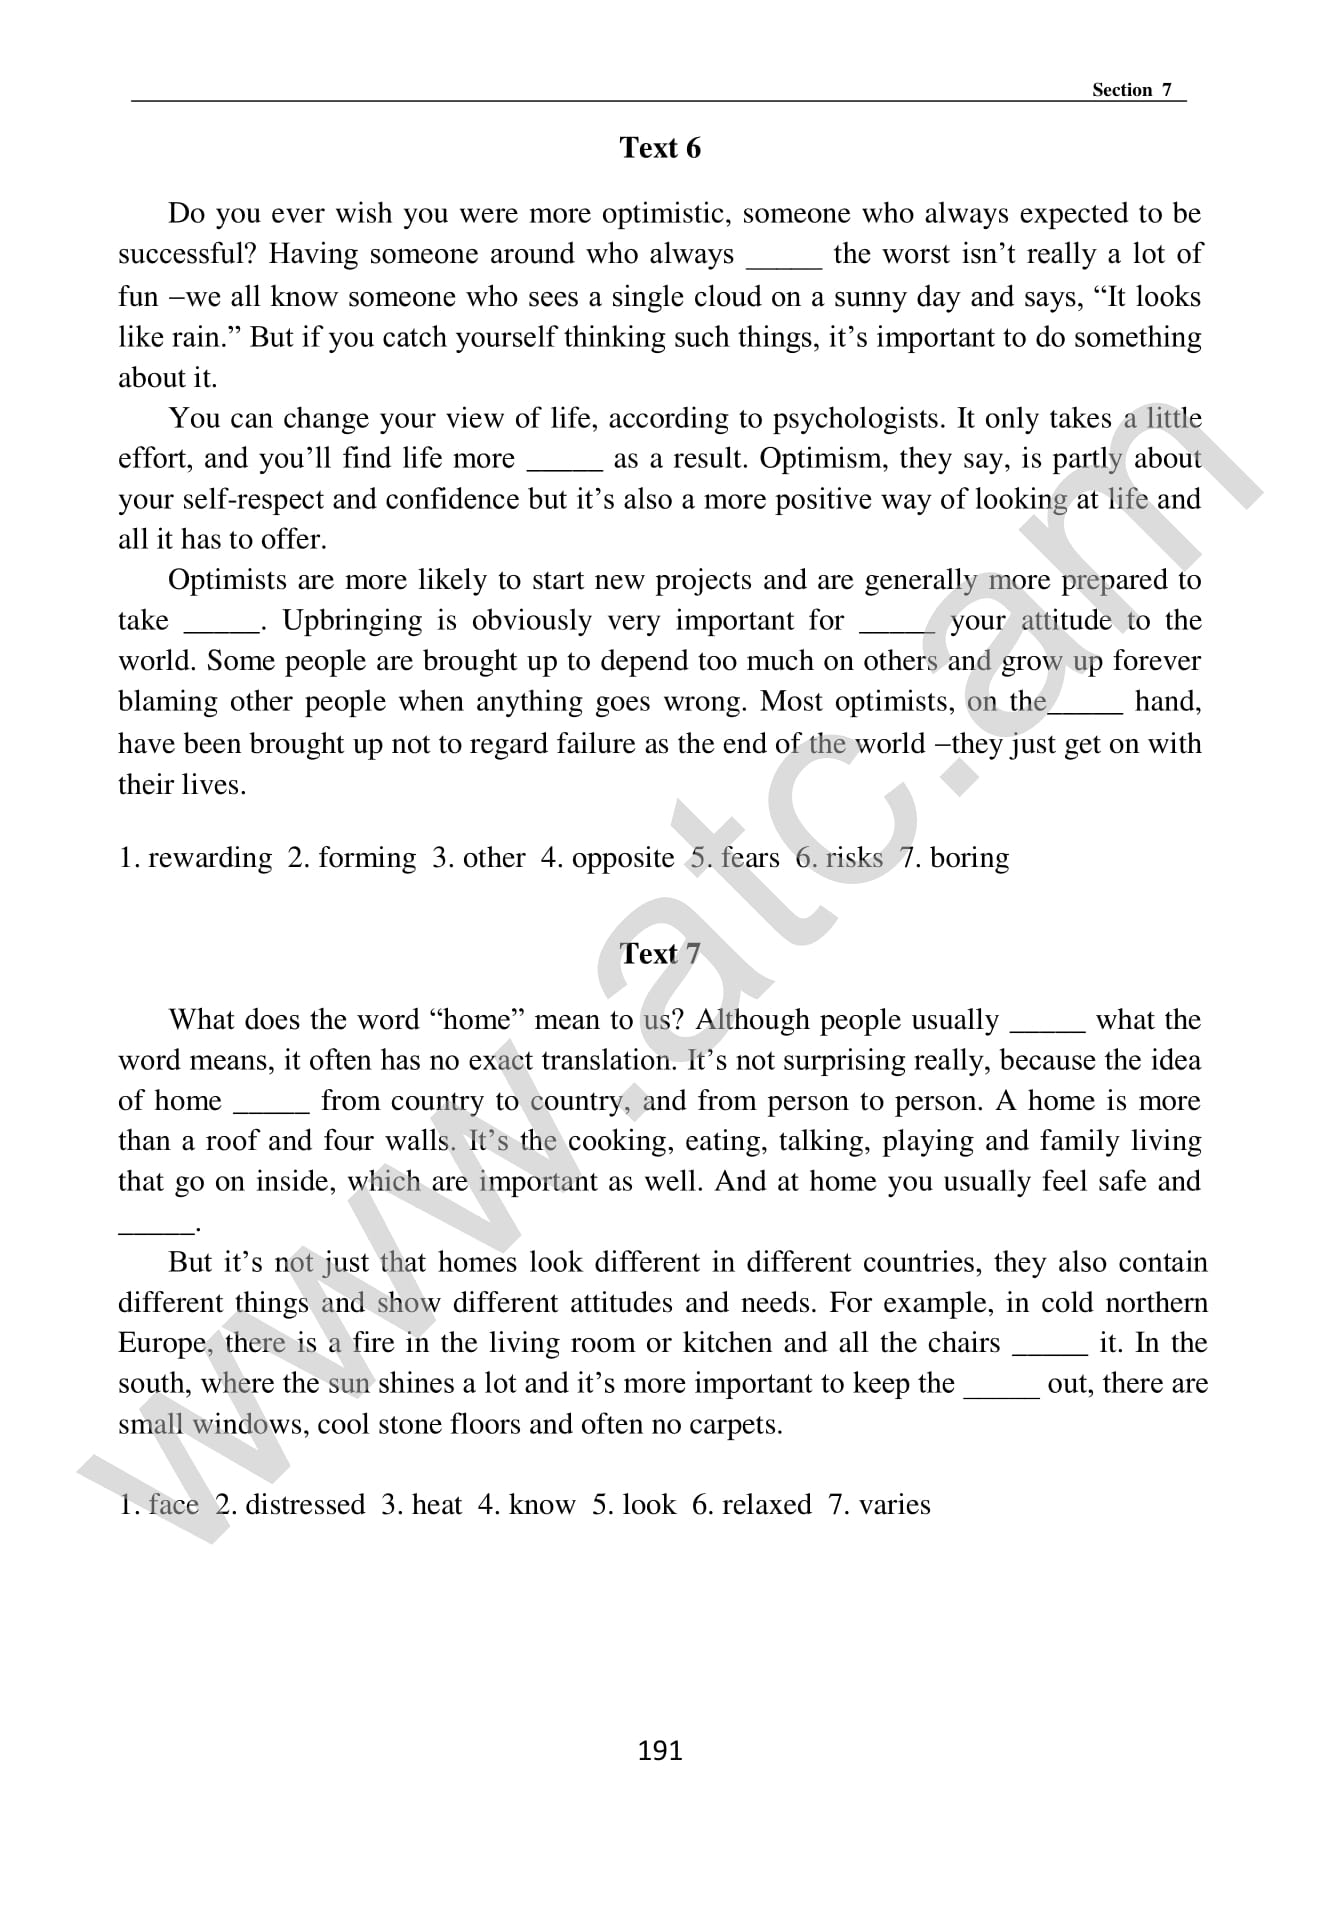 Section 7
Text 6
Do you ever wish you were more optimistic, someone who always expected to be
successful? Having someone around who always _____ the worst isn’t really a lot of
fun –we all know someone who sees a single cloud on a sunny day and says, “It looks
like rain.” But if you catch yourself thinking such things, it’s important to do something
about it.
You can change your view of life, according to psychologists. It only takes a little
effort, and you’ll find life more _____ as a result. Optimism, they say, is partly about
your self-respect and confidence but it’s also a more positive way of looking at life and
all it has to offer.
Optimists are more likely to start new projects and are generally more prepared to
take _____. Upbringing is obviously very important for _____ your attitude to the
world. Some people are brought up to depend too much on others and grow up forever
blaming other people when anything goes wrong. Most optimists, on the_____ hand,
have been brought up not to regard failure as the end of the world –they just get on with
their lives.
1. rewarding 2. forming 3. other 4. opposite 5. fears 6. risks 7. boring
Text 7
What does the word “home” mean to us? Although people usually _____ what the
word means, it often has no exact translation. It’s not surprising really, because the idea
of home _____ from country to country, and from person to person. A home is more
than a roof and four walls. It’s the cooking, eating, talking, playing and family living
that go on inside, which are important as well. And at home you usually feel safe and
_____.
But it’s not just that homes look different in different countries, they also contain
different things and show different attitudes and needs. For example, in cold northern
Europe, there is a fire in the living room or kitchen and all the chairs _____ it. In the
south, where the sun shines a lot and it’s more important to keep the _____ out, there are
small windows, cool stone floors and often no carpets.
1. face 2. distressed 3. heat 4. know 5. look 6. relaxed 7. varies
191
www.atc.am